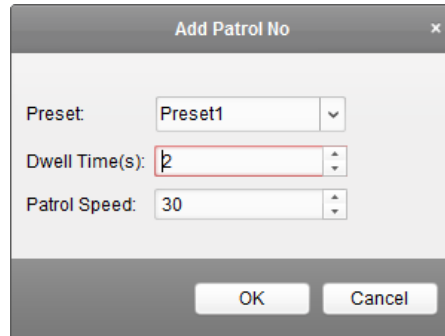 Add Patrol No ×
Preset: Preset1
Dwell Time(s): 2
Patrol Speed: 30
OK Cancel